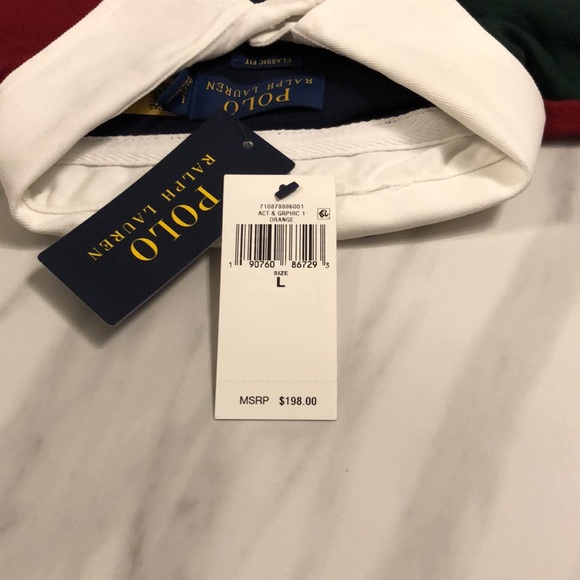 CLASSIC FIT
POLO
RALPH LAUREN
POLO
RALPH LAUREN
710878886001
ACT & GRPHIC 1
ORANGE
1 90760 86729 3
SIZE
L
MSRP $198.00